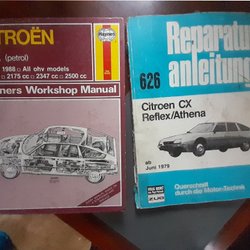 TROËN
(petrol)
1988 • All ohv models
• 2175 cc • 2347 cc • 2500 cc
ners Workshop Manual
Haynes
Reparatur
anleitung
626
Citroen CX
Reflex/Athena
ab
Juni 1979
Querschnitt
durch die Motor-Technik